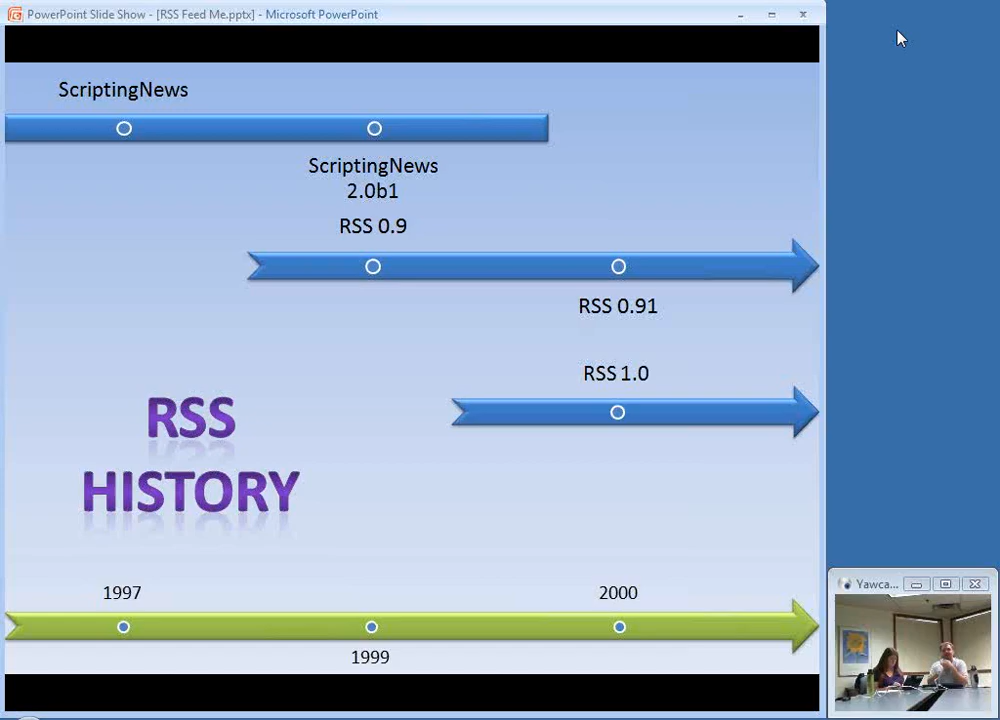 PowerPoint Slide Show - [RSS Feed Me.pptx] - Microsoft PowerPoint
ScriptingNews
ScriptingNews
2.0b1
RSS 0.9
RSS 0.91
RSS 1.0
RSS
HISTORY
1997
2000
1999
Yawca...